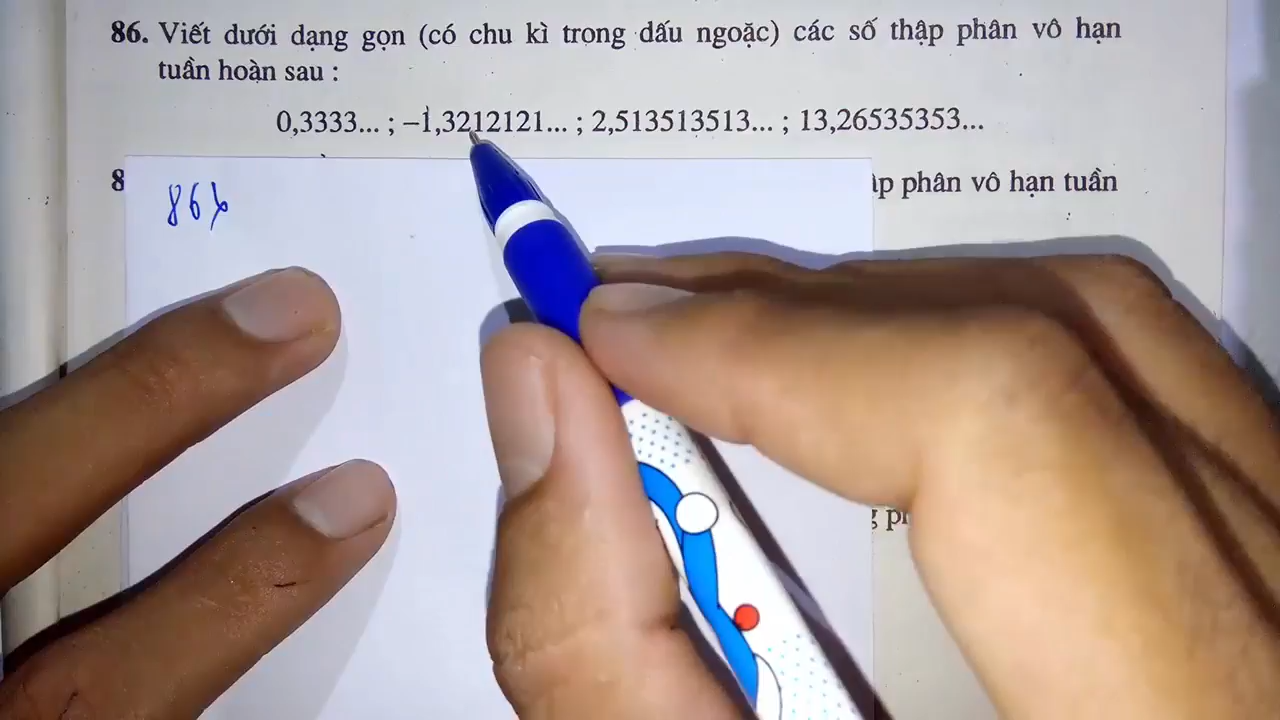 86. Viết dưới dạng gọn (có chu kì trong dấu ngoặc) các số thập phân vô hạn
tuần hoàn sau :
0,3333... ; –1,3212121... ; 2,513513513... ; 13,26535353...
8 phân vô hạn tuần
86